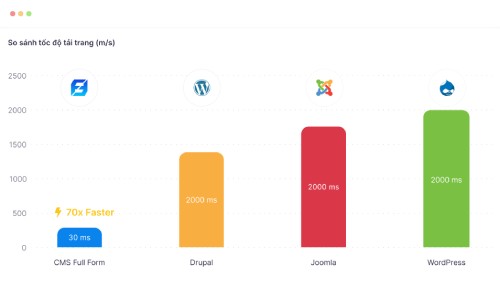 So sánh tốc độ tải trang (m/s)
2500
2000
1500
1000
500
0
70x Faster
30 ms
2000 ms
2000 ms
2000 ms
CMS Full Form
Drupal
Joomla
WordPress